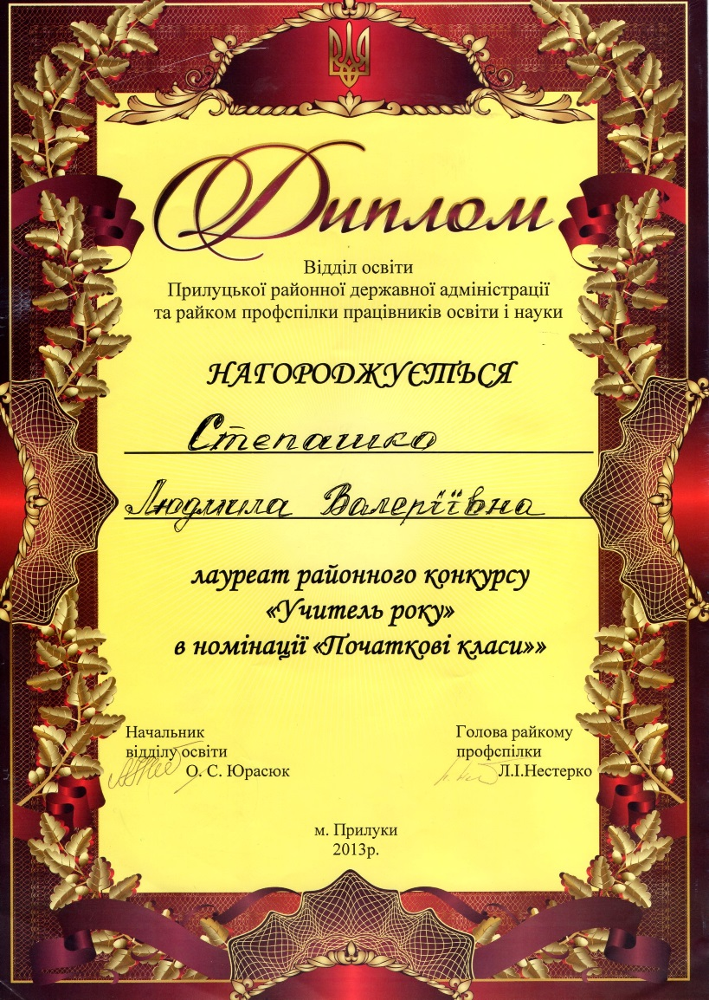 Диплом
Відділ освіти
Прилуцької районної державної адміністрації
та райком профспілки працівників освіти і науки
НАГОРОДЖУЄТЬСЯ
Степашко
Людмила Валеріївна
лауреат районного конкурсу
«Учитель року»
в номінації «Початкові класи»»
Начальник
відділу освіти
О. С. Юрасюк
Голова райкому
профспілки
Л.І.Нестерко
м. Прилуки
2013р.